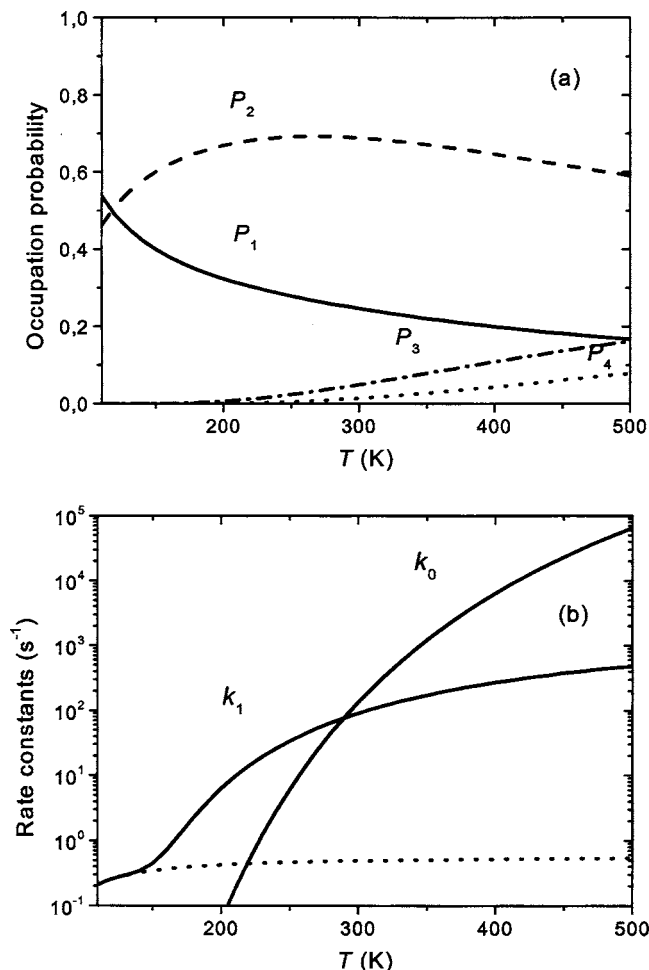 1,0
(a)
0,8
P2
0,6
Occupation probability
0,4
P1
0,2
P3
P4
0,0
200 300 400 500
T (K)
10^5
k0
10^4
(b)
10^3
Rate constants (s^-1)
k1
10^2
10^1
10^0
10^-1
200 300 400 500
T (K)